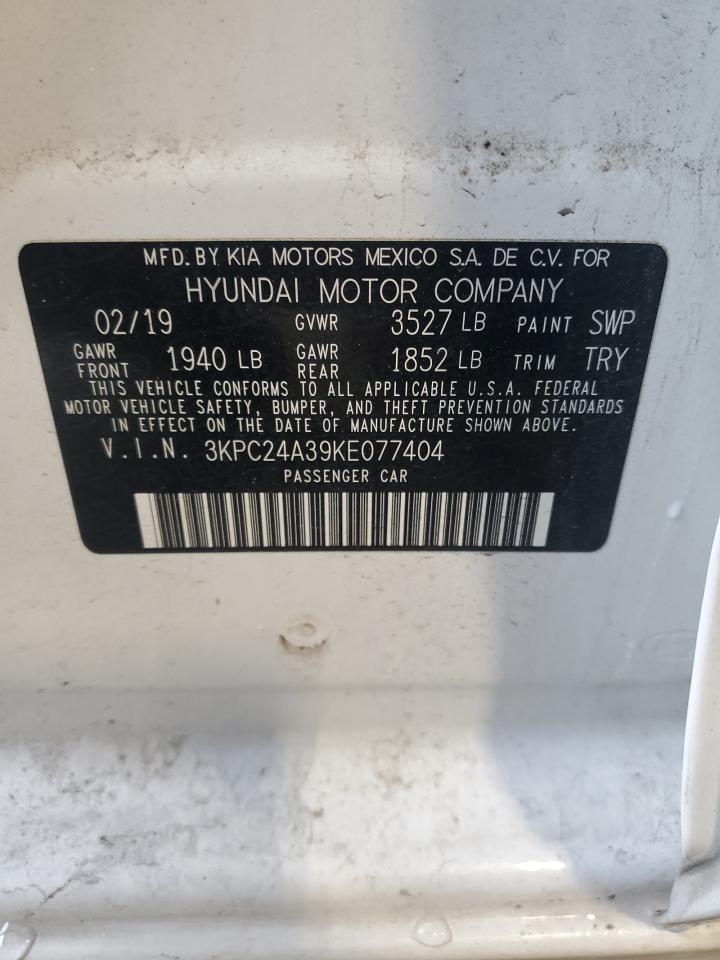 MFD. BY KIA MOTORS MEXICO S.A. DE C.V. FOR
HYUNDAI MOTOR COMPANY
02/19 GVWR 3527 LB PAINT SWP
GAWR FRONT 1940 LB GAWR REAR 1852 LB TRIM TRY
THIS VEHICLE CONFORMS TO ALL APPLICABLE U.S.A. FEDERAL
MOTOR VEHICLE SAFETY, BUMPER, AND THEFT PREVENTION STANDARDS
IN EFFECT ON THE DATE OF MANUFACTURE SHOWN ABOVE.
V.I.N. 3KPC24A39KE077404
PASSENGER CAR